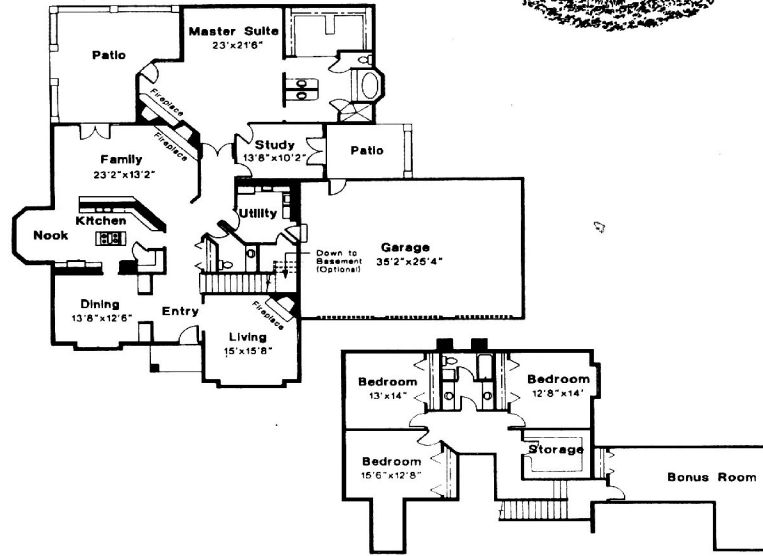 Master Suite
23'x21'6"
Patio
Fireplace
Fireplace
Study
13'8"x10'2"
Patio
Family
23'2"x13'2"
Utility
Kitchen
Nook
Garage
35'2"x25'4"
Down to
Basement
(Optional)
Dining
13'8"x12'6"
Entry
Living
15'x15'8"
Fireplace
Bedroom
13'x14'
Bedroom
12'8"x14'
Storage
Bedroom
15'6"x12'8"
Bonus Room